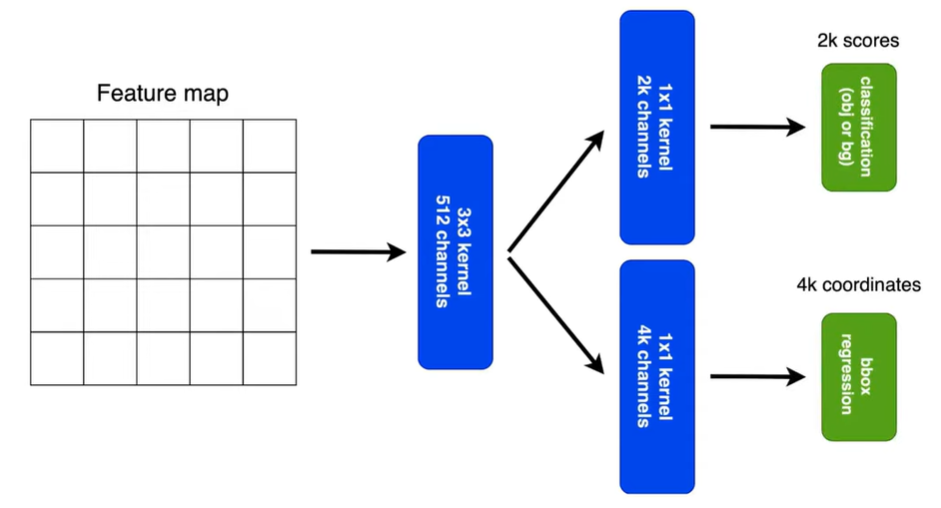 Feature map
3x3 kernel
512 channels
1x1 kernel
2k channels
2k scores
classification
(obj or bg)
1x1 kernel
4k channels
4k coordinates
bbox
regression